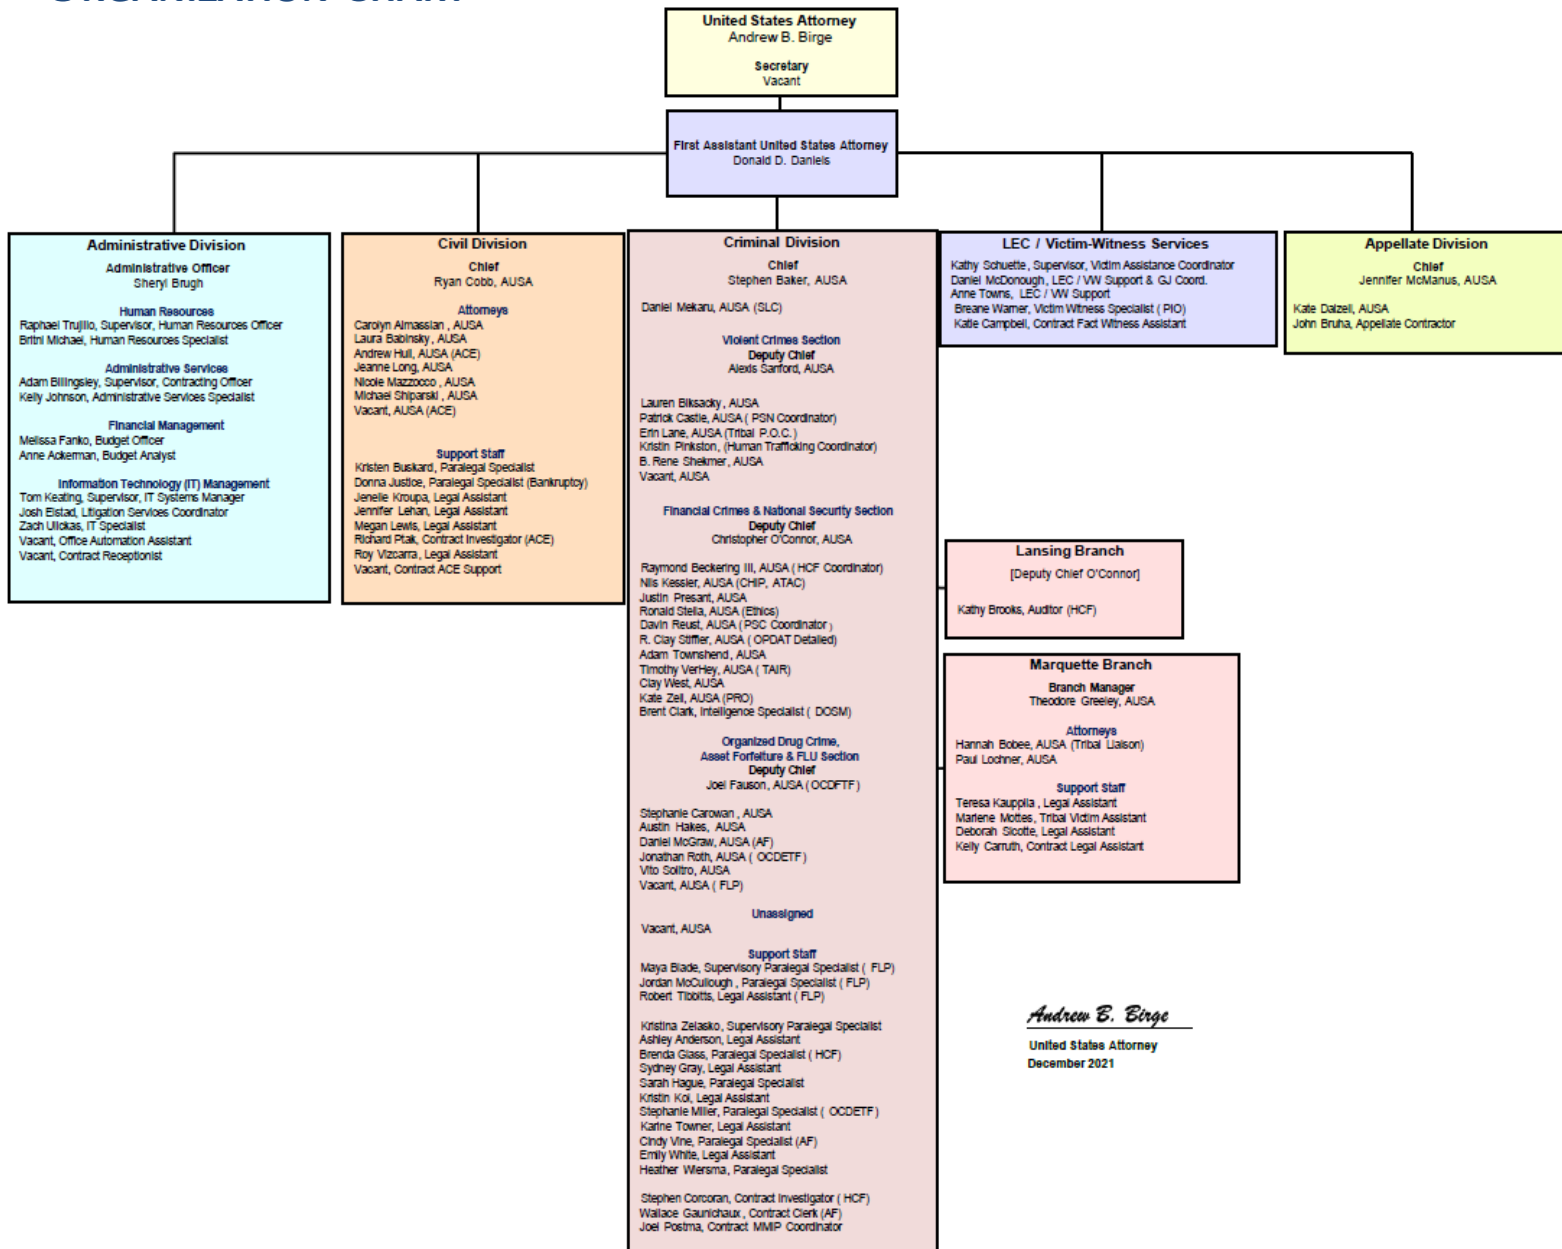 ORGANIZATION CHART
United States Attorney
Andrew B. Birge
Secretary
Vacant
First Assistant United States Attorney
Donald D. Daniels
Administrative Division
Administrative Officer
Sheryl Brugh
Human Resources
Raphael Trujillo, Supervisor, Human Resources Officer
Britni Michael, Human Resources Specialist
Administrative Services
Adam Billingsley, Supervisor, Contracting Officer
Kelly Johnson, Administrative Services Specialist
Financial Management
Melissa Fanko, Budget Officer
Anne Ackerman, Budget Analyst
Information Technology (IT) Management
Tom Keating, Supervisor, IT Systems Manager
Josh Elstad, Litigation Services Coordinator
Zach Ulickas, IT Specialist
Vacant, Office Automation Assistant
Vacant, Contract Receptionist
Civil Division
Chief
Ryan Cobb, AUSA
Attorneys
Carolyn Almassian , AUSA
Laura Babinsky, AUSA
Andrew Hull, AUSA (ACE)
Jeanne Long, AUSA
Nicole Mazzocco , AUSA
Michael Shiparski , AUSA
Vacant, AUSA (ACE)
Support Staff
Kristen Buskard, Paralegal Specialist
Donna Justice, Paralegal Specialist (Bankruptcy)
Jenelle Kroupa, Legal Assistant
Jennifer Lehan, Legal Assistant
Megan Lewis, Legal Assistant
Richard Ptak, Contract Investigator (ACE)
Roy Vizcarra, Legal Assistant
Vacant, Contract ACE Support
Criminal Division
Chief
Stephen Baker, AUSA
Daniel Mekaru, AUSA (SLC)
Violent Crimes Section
Deputy Chief
Alexis Sanford, AUSA
Lauren Biksacky, AUSA
Patrick Castle, AUSA ( PSN Coordinator)
Erin Lane, AUSA (Tribal P.O.C.)
Kristin Pinkston, (Human Trafficking Coordinator)
B. Rene Shekmer, AUSA
Vacant, AUSA
Financial Crimes & National Security Section
Deputy Chief
Christopher O'Connor, AUSA
Raymond Beckering III, AUSA ( HCF Coordinator)
Nils Kessler, AUSA (CHIP, ATAC)
Justin Presant, AUSA
Ronald Stella, AUSA (Ethics)
Davin Reust, AUSA ( PSC Coordinator )
R. Clay Stiffler, AUSA ( OPDAT Detailed)
Adam Townshend, AUSA
Timothy VerHey, AUSA ( TAIR)
Clay West, AUSA
Kate Zell, AUSA (PRO)
Brent Clark, Intelligence Specialist ( DOSM)
Organized Drug Crime,
Asset Forfeiture & FLU Section
Deputy Chief
Joel Fauson, AUSA ( OCDFTF)
Stephanie Carowan , AUSA
Austin Hakes, AUSA
Daniel McGraw, AUSA (AF)
Jonathan Roth, AUSA ( OCDETF)
Vito Solitro, AUSA
Vacant, AUSA ( FLP)
Unassigned
Vacant, AUSA
Support Staff
Maya Blade, Supervisory Paralegal Specialist ( FLP)
Jordan McCullough , Paralegal Specialist ( FLP)
Robert Tibbitts, Legal Assistant ( FLP)
Kristina Zelasko, Supervisory Paralegal Specialist
Ashley Anderson, Legal Assistant
Brenda Glass, Paralegal Specialist ( HCF)
Sydney Gray, Legal Assistant
Sarah Hague, Paralegal Specialist
Kristin Kol, Legal Assistant
Stephanie Miller, Paralegal Specialist ( OCDETF)
Karine Towner, Legal Assistant
Cindy Vine, Paralegal Specialist (AF)
Emily White, Legal Assistant
Heather Wiersma, Paralegal Specialist
Stephen Corcoran, Contract Investigator ( HCF)
Wallace Gaunichaux , Contract Clerk (AF)
Joel Postma, Contract MMIP Coordinator
LEC / Victim-Witness Services
Kathy Schuette, Supervisor, Victim Assistance Coordinator
Daniel McDonough, LEC / VW Support & GJ Coord.
Anne Towns, LEC / VW Support
Breane Warner, Victim Witness Specialist ( PIO)
Katie Campbell, Contract Fact Witness Assistant
Appellate Division
Chief
Jennifer McManus, AUSA
Kate Dalzell, AUSA
John Bruha, Appellate Contractor
Lansing Branch
[Deputy Chief O'Connor]
Kathy Brooks, Auditor (HCF)
Marquette Branch
Branch Manager
Theodore Greeley, AUSA
Attorneys
Hannah Bobee, AUSA (Tribal Liaison)
Paul Lochner, AUSA
Support Staff
Teresa Kauppila , Legal Assistant
Marlene Mottes, Tribal Victim Assistant
Deborah Sicotte, Legal Assistant
Kelly Carruth, Contract Legal Assistant
Andrew B. Birge
United States Attorney
December 2021